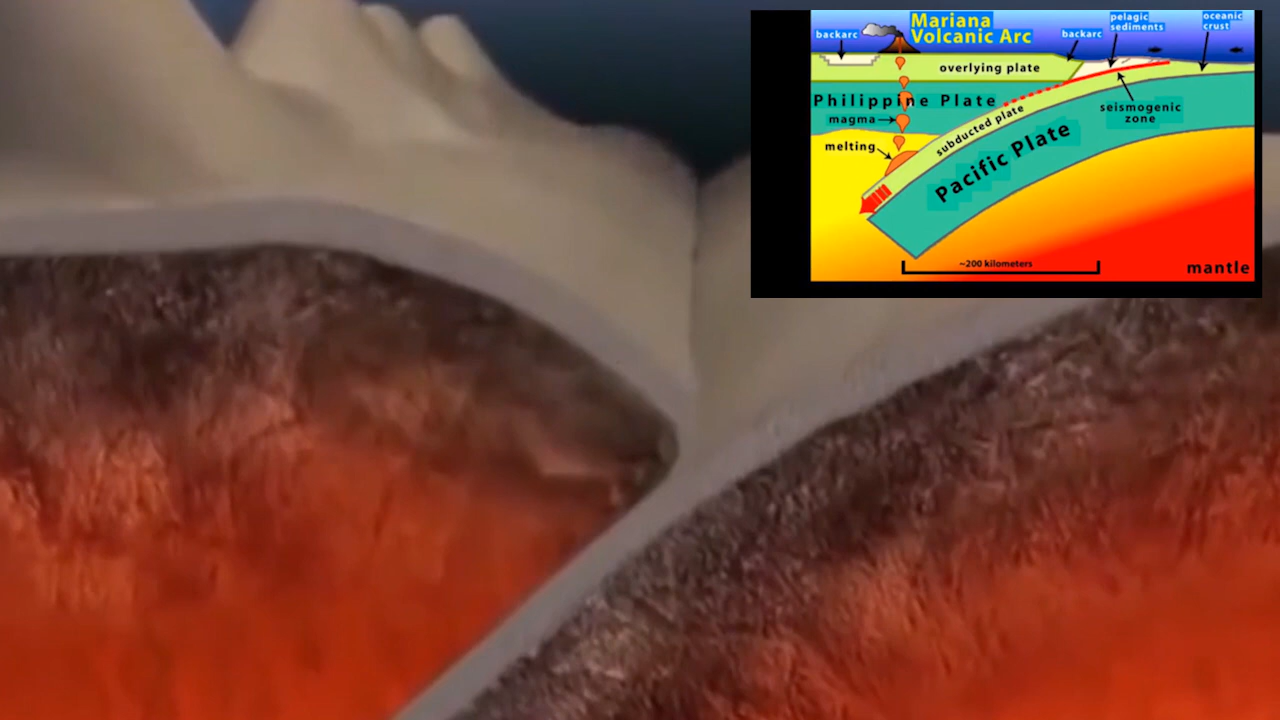 Mariana
Volcanic Arc
backarc
backarc
pelagic
sediments
oceanic
crust
overlying plate
Philippine Plate
magma
melting
subducted plate
Pacific Plate
seismogenic
zone
~200 kilometers
mantle